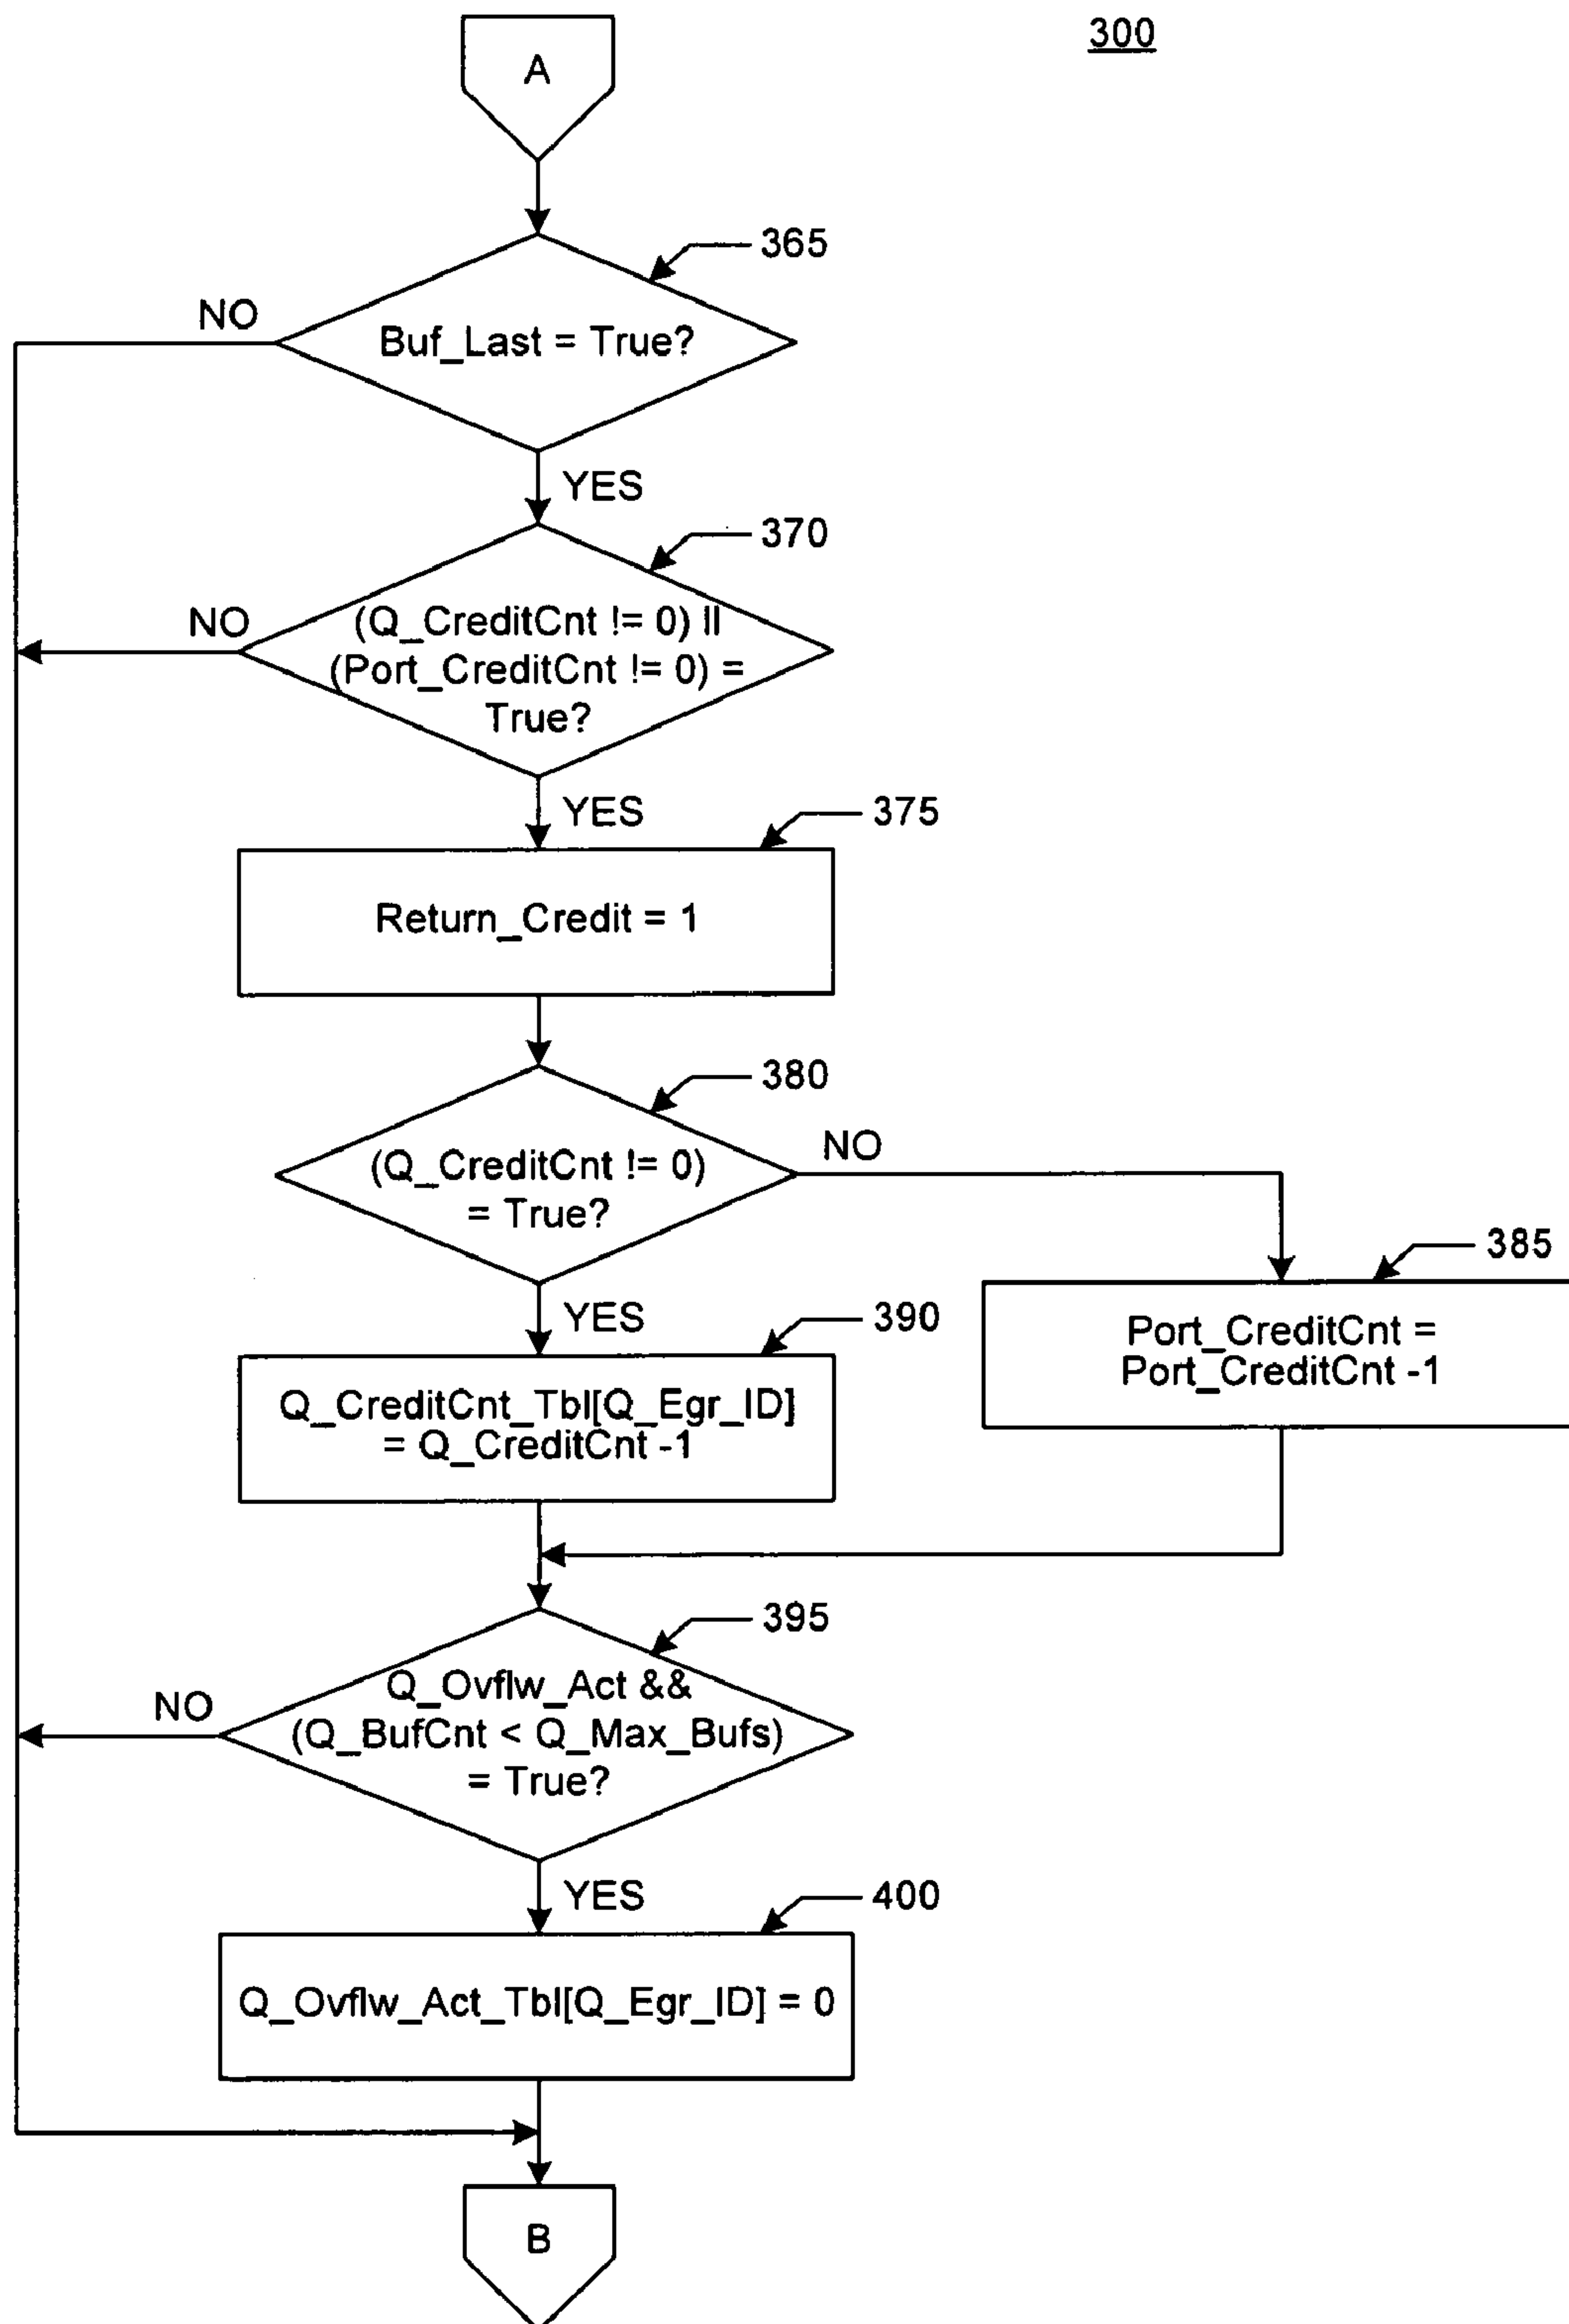 300
A
365
NO
Buf_Last = True?
YES
370
NO
(Q_CreditCnt != 0) ||
(Port_CreditCnt != 0) =
True?
YES
375
Return_Credit = 1
380
NO
(Q_CreditCnt != 0)
= True?
385
YES
390
Port_CreditCnt =
Port_CreditCnt -1
Q_CreditCnt_Tbl[Q_Egr_ID]
= Q_CreditCnt -1
395
NO
Q_Ovflw_Act &&
(Q_BufCnt < Q_Max_Bufs)
= True?
YES
400
Q_Ovflw_Act_Tbl[Q_Egr_ID] = 0
B